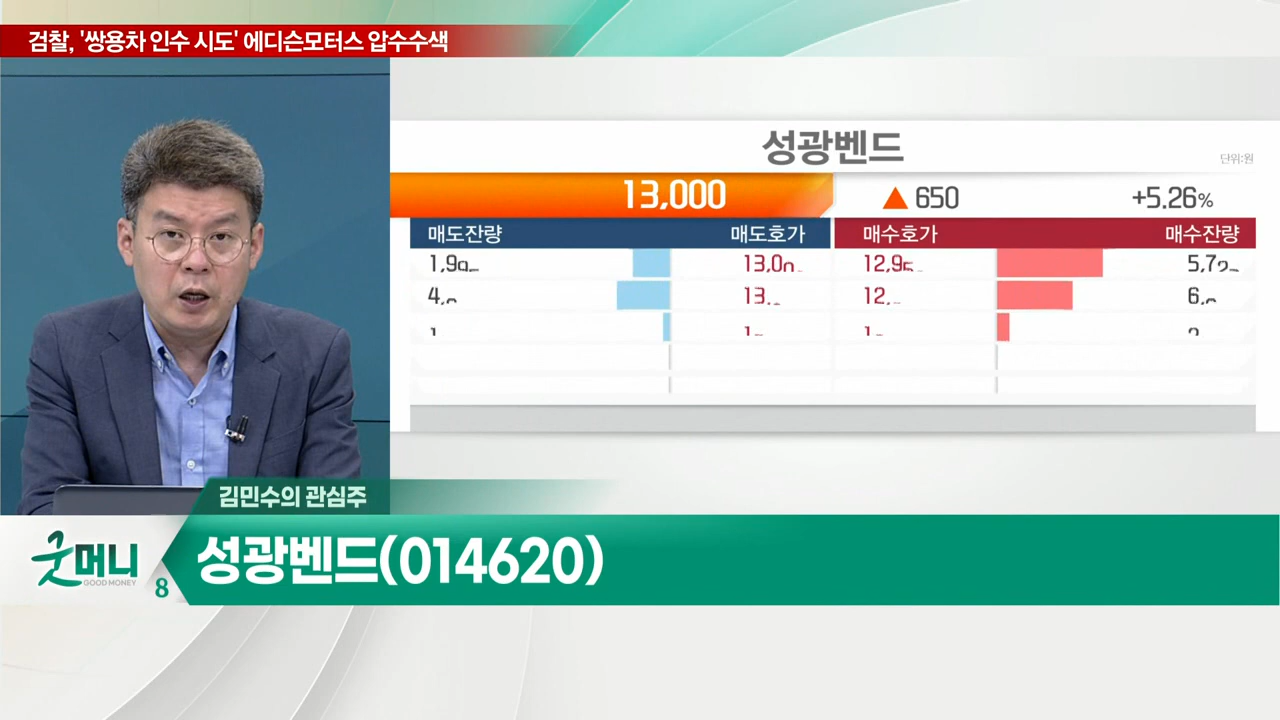 검찰, '쌍용차 인수 시도' 에디슨모터스 압수수색
성광벤드
단위:원
13,000 ▲650 +5.26%
매도잔량 매도호가 매수호가 매수잔량
김민수의 관심주
굿머니
GOOD MONEY
8
성광벤드(014620)